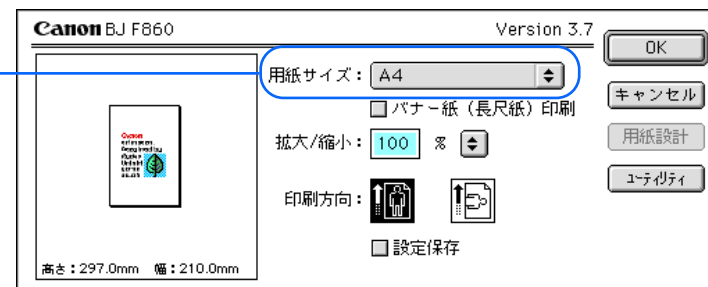 Canon BJ F860
Version 3.7
OK
用紙サイズ：
A4
キャンセル
バナー紙（長尺紙）印刷
拡大/縮小：
100
%
用紙設計
ユーティリティ
印刷方向：
設定保存
高さ：297.0mm 幅：210.0mm
Canon